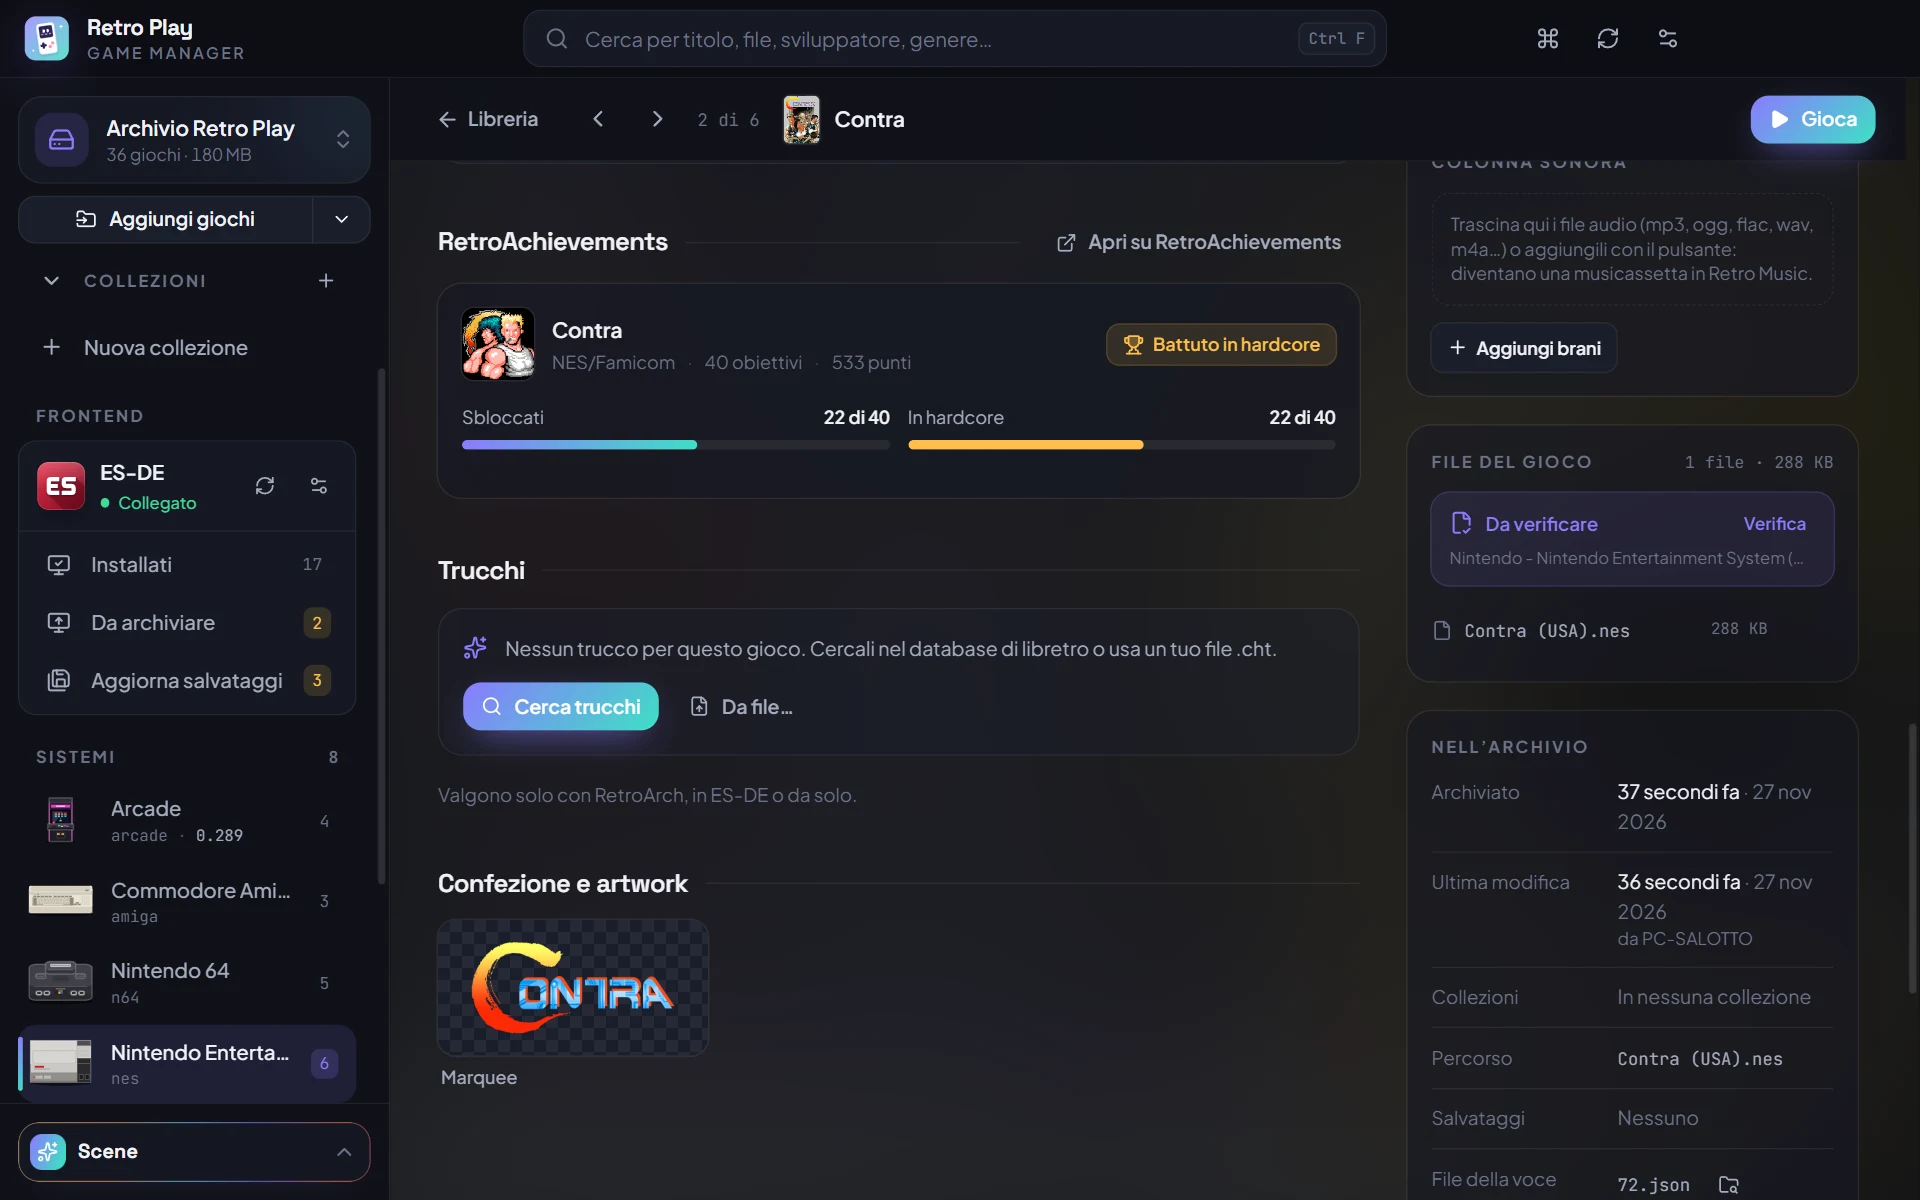 Retro Play
GAME MANAGER
Cerca per titolo, file, sviluppatore, genere...
Ctrl F
Archivio Retro Play
36 giochi · 180 MB
Aggiungi giochi
COLLEZIONI
Nuova collezione
FRONTEND
ES
ES-DE
Collegato
Installati
17
Da archiviare
2
Aggiorna salvataggi
3
SISTEMI
8
Arcade
arcade · 0.289
4
Commodore Ami...
amiga
3
Nintendo 64
n64
5
Nintendo Enterta...
nes
6
Scene
Libreria
2 di 6
Contra
Gioca
RetroAchievements
Apri su RetroAchievements
Contra
NES/Famicom · 40 obiettivi · 533 punti
Battuto in hardcore
Sbloccati
22 di 40
In hardcore
22 di 40
Trucchi
Nessun trucco per questo gioco. Cercali nel database di libretro o usa un tuo file .cht.
Cerca trucchi
Da file...
Valgono solo con RetroArch, in ES-DE o da solo.
Confezione e artwork
CONTRA
Marquee
COLONNA SONORA
Trascina qui i file audio (mp3, ogg, flac, wav,
m4a...) o aggiungili con il pulsante:
diventano una musicassetta in Retro Music.
Aggiungi brani
FILE DEL GIOCO
1 file · 288 KB
Da verificare
Verifica
Nintendo - Nintendo Entertainment System (...
Contra (USA).nes
288 KB
NELL'ARCHIVIO
Archiviato
37 secondi fa · 27 nov
2026
Ultima modifica
36 secondi fa · 27 nov
2026
da PC-SALOTTO
Collezioni
In nessuna collezione
Percorso
Contra (USA).nes
Salvataggi
Nessuno
File della voce
72.json